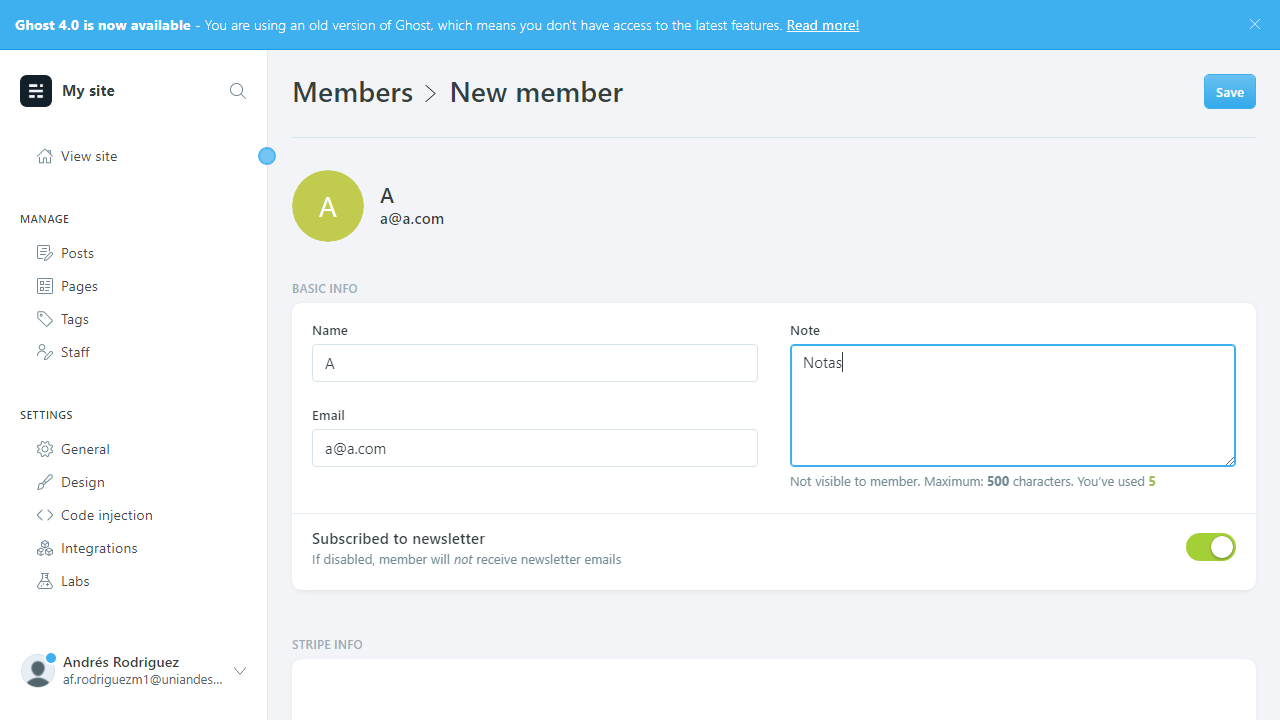 Ghost 4.0 is now available - You are using an old version of Ghost, which means you don't have access to the latest features. Read more!
My site
View site
MANAGE
Posts
Pages
Tags
Staff
SETTINGS
General
Design
Code injection
Integrations
Labs
Andrés Rodriguez
af.rodriguezm1@uniandes...
Members > New member
Save
A
A
a@a.com
BASIC INFO
Name
A
Email
a@a.com
Note
Notas
Not visible to member. Maximum: 500 characters. You've used 5
Subscribed to newsletter
If disabled, member will not receive newsletter emails
STRIPE INFO